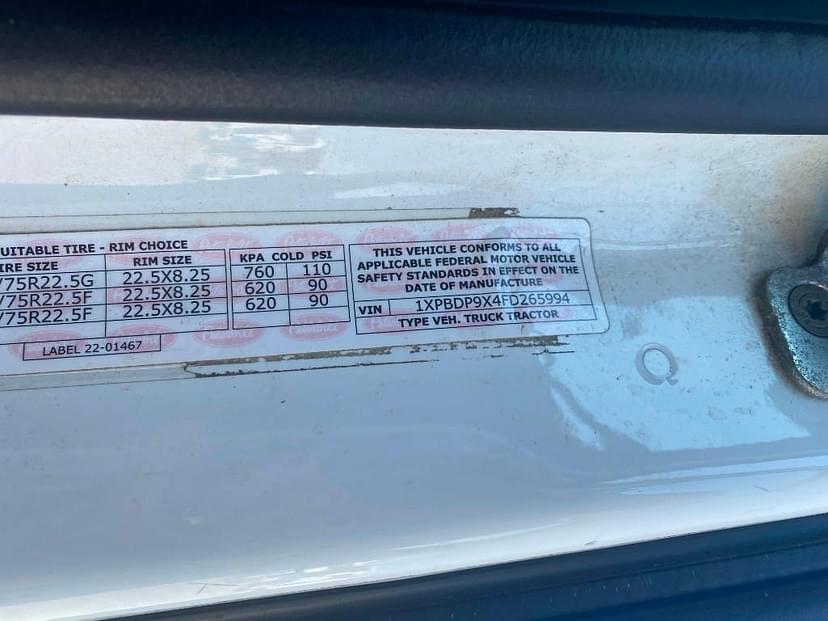 UITABLE TIRE - RIM CHOICE
IRE SIZE RIM SIZE KPA COLD PSI
/75R22.5G 22.5X8.25 760 110
/75R22.5F 22.5X8.25 620 90
/75R22.5F 22.5X8.25 620 90
LABEL 22-01467
THIS VEHICLE CONFORMS TO ALL
APPLICABLE FEDERAL MOTOR VEHICLE
SAFETY STANDARDS IN EFFECT ON THE
DATE OF MANUFACTURE
VIN 1XPBDP9X4FD265994
TYPE VEH. TRUCK TRACTOR
Q